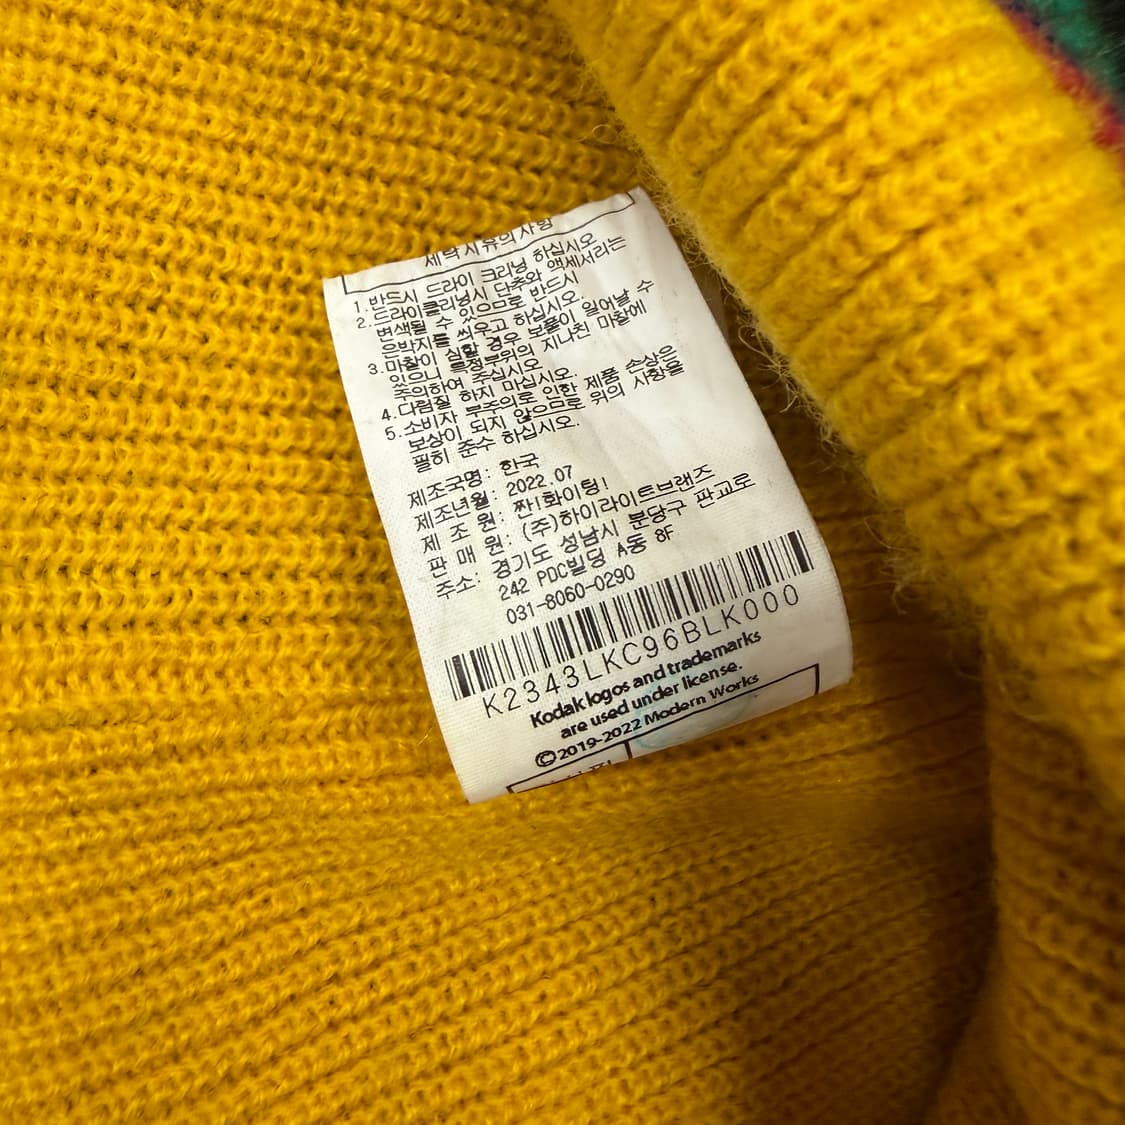 세탁시유의사항
1.반드시 드라이 크리닝 하십시오
2.드라이클리닝시 단추와 액세서리는
변색될 수 있으므로 반드시
은박지를 씌우고 하십시오.
3.마찰이 심할 경우 보풀이 일어날 수
있으니 특정부위의 지나친 마찰에
주의하여 주십시오
4.다림질 하지 마십시오.
5.소비자 부주의로 인한 제품 손상은
보상이 되지 않으므로 위의 사항을
필히 준수 하십시오.
제조국명: 한국
제조년월: 2022.07
제 조 원: 짠!화이팅!
판 매 원: (주)하이라이트브랜즈
주소: 경기도 성남시 분당구 판교로
242 PDC빌딩 A동 8F
031-8060-0290
K2343LKC96BLK000
Kodak logos and trademarks
are used under license.
©2019-2022 Modern Works